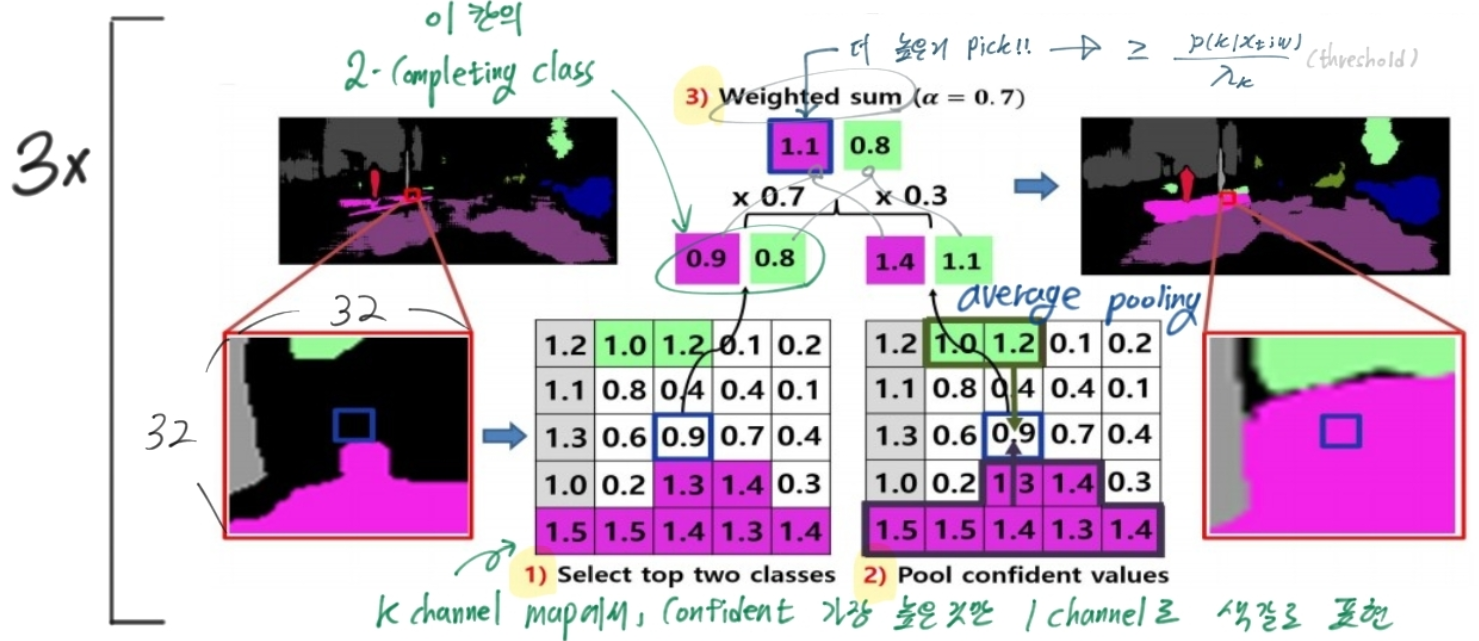 이 칸의
2-Completing class
더 높은거 pick!! → ≥ p(k|x_t;w) / λ_k (threshold)
3) Weighted sum (α = 0.7)
3x
1.1 0.8
x 0.7 x 0.3
0.9 0.8 1.4 1.1
average pooling
32
32
1.2 1.0 1.2 0.1 0.2
1.1 0.8 0.4 0.4 0.1
1.3 0.6 0.9 0.7 0.4
1.0 0.2 1.3 1.4 0.3
1.5 1.5 1.4 1.3 1.4
1.2 1.0 1.2 0.1 0.2
1.1 0.8 0.4 0.4 0.1
1.3 0.6 0.9 0.7 0.4
1.0 0.2 1 3 1.4 0.3
1.5 1.5 1.4 1.3 1.4
1) Select top two classes
2) Pool confident values
K channel map에서, Confident 가장 높은것만 1 channel로 색깔로 표현